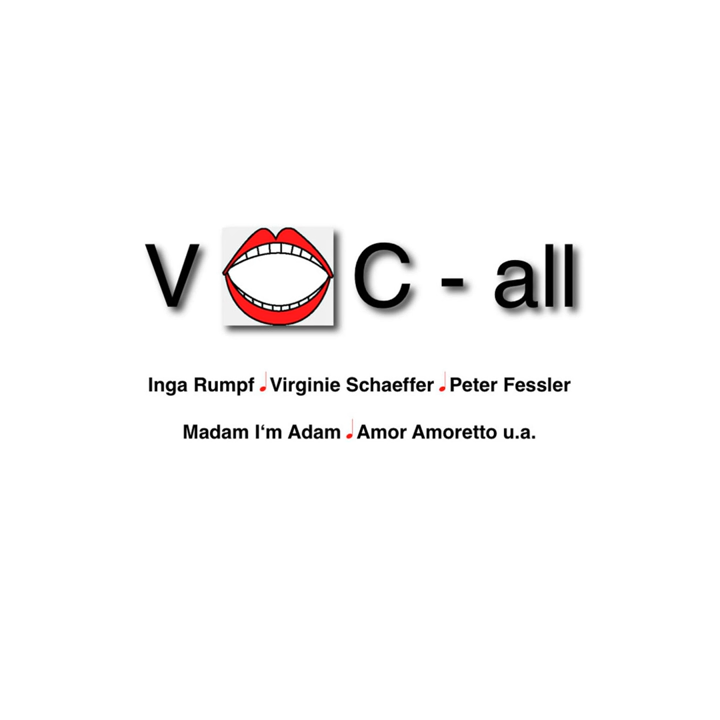 V C - all
Inga Rumpf Virginie Schaeffer Peter Fessler
Madam I‘m Adam Amor Amoretto u.a.